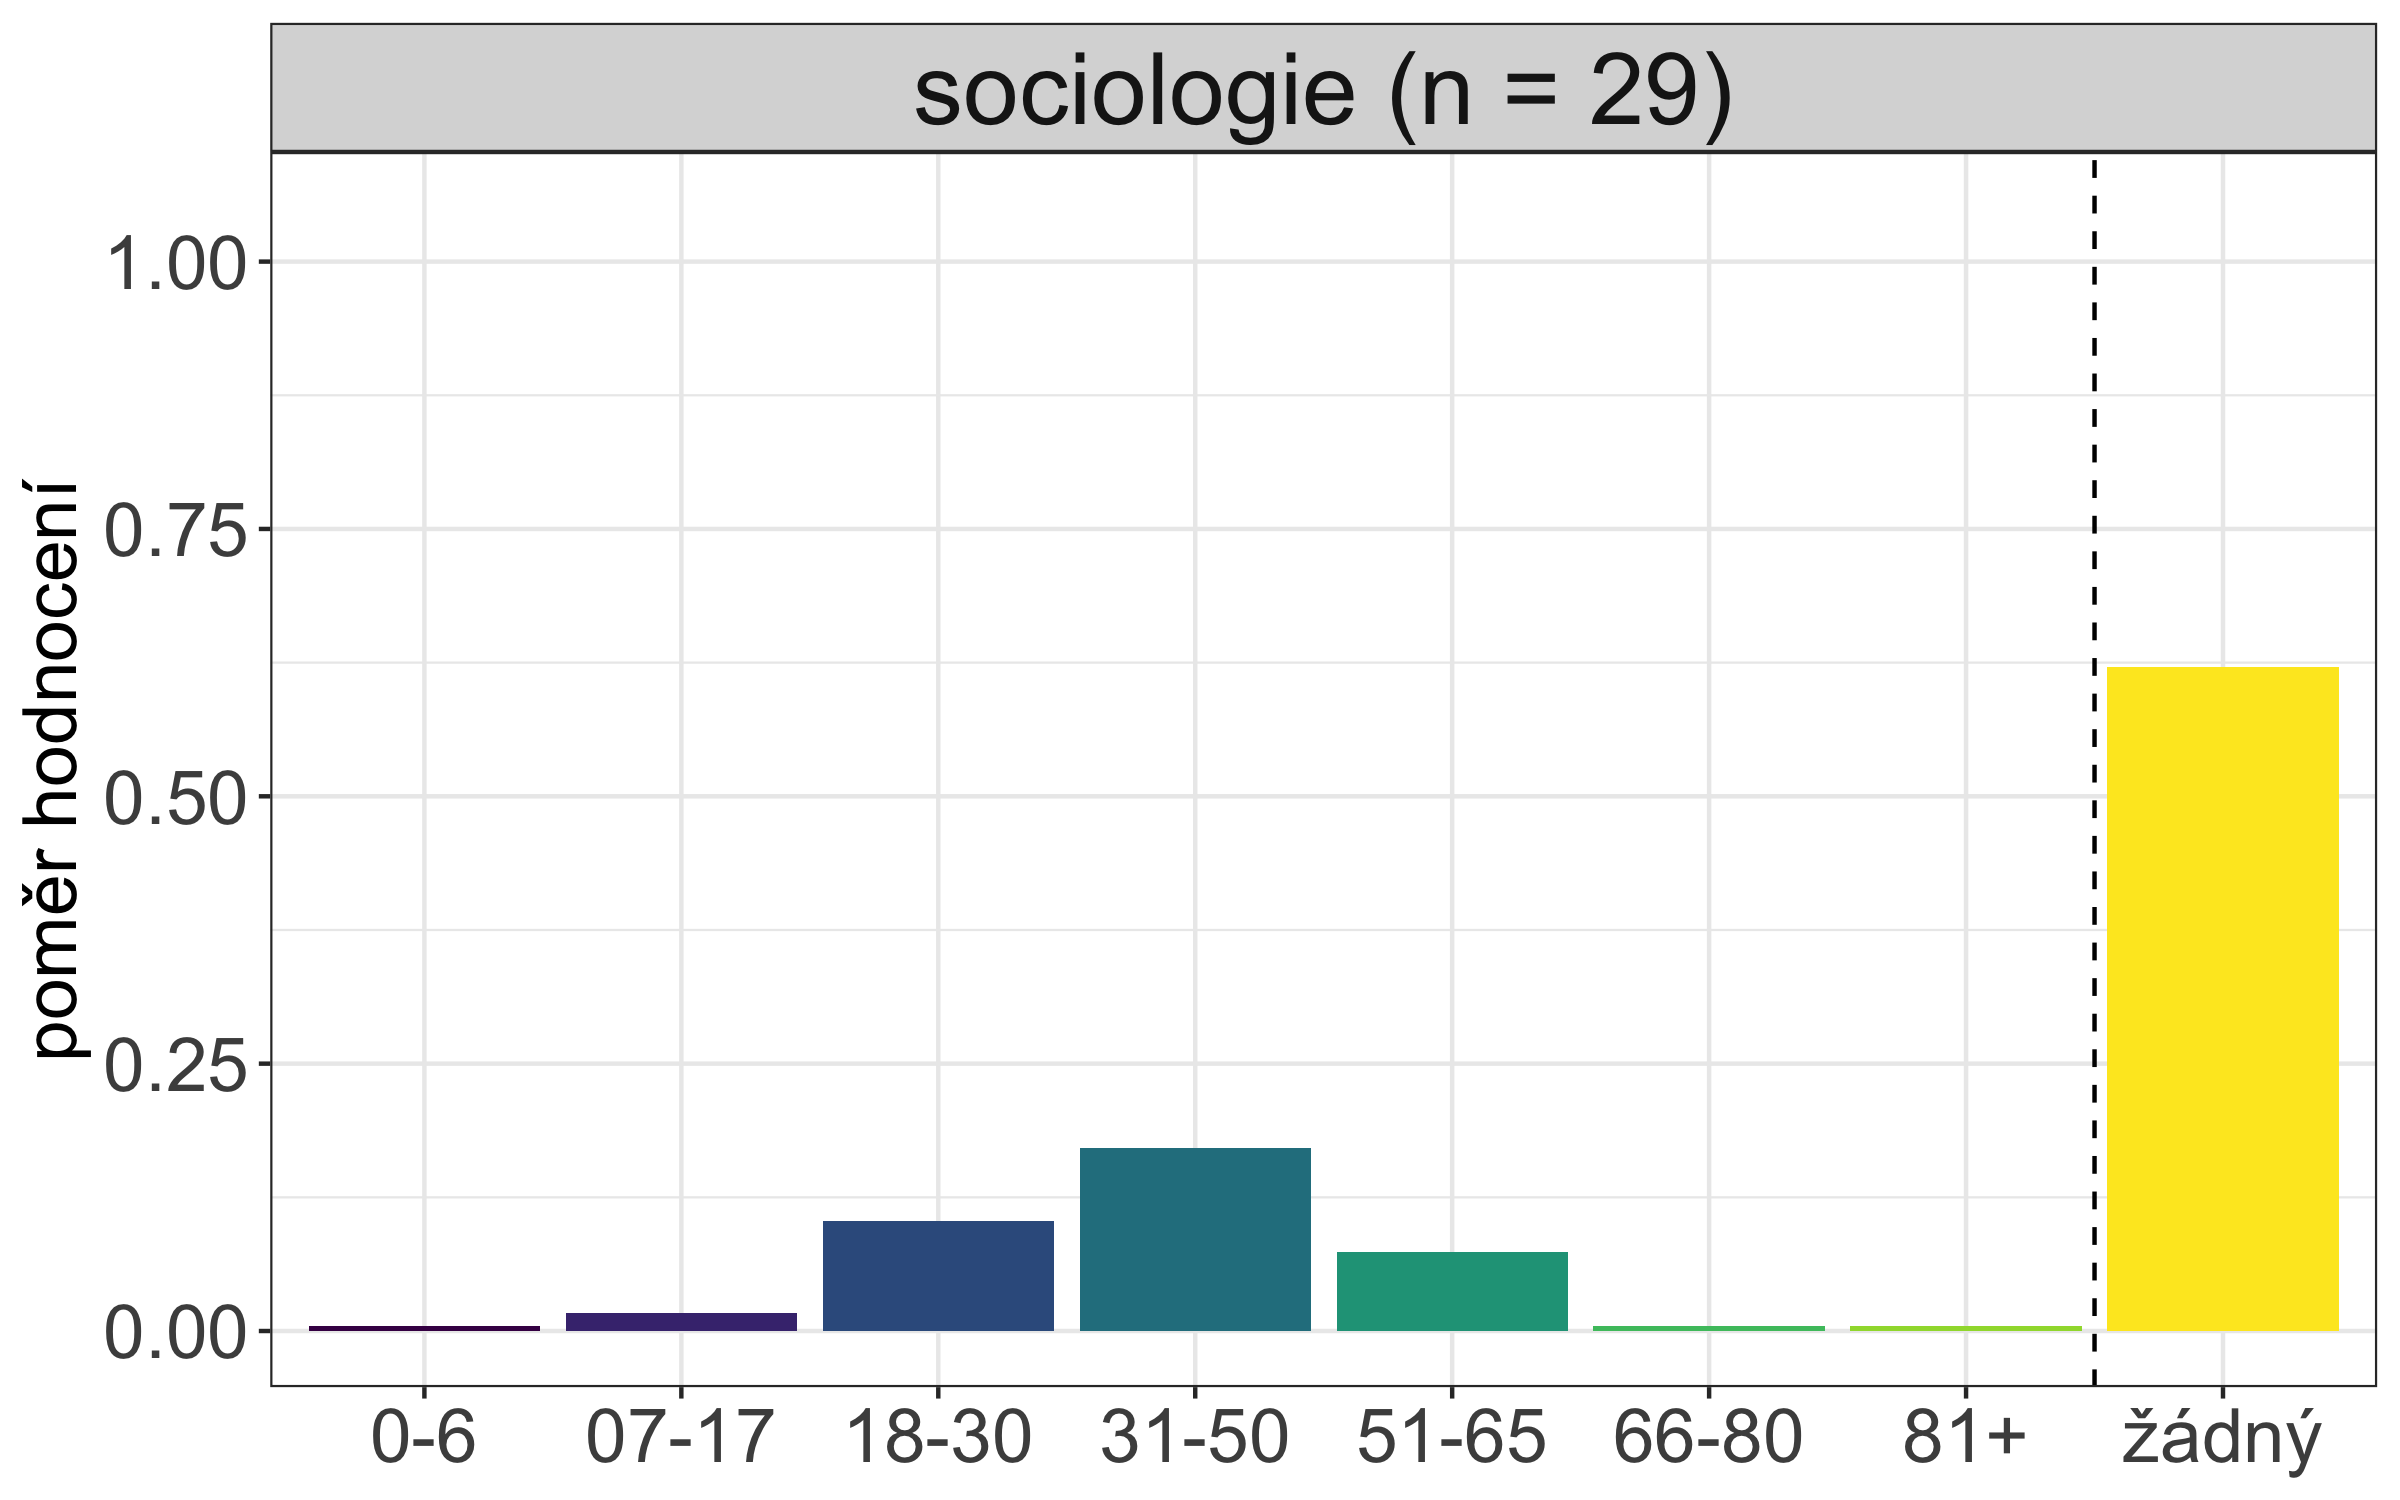 sociologie (n = 29)
poměr hodnocení
1.00
0.75
0.50
0.25
0.00
0-6 07-17 18-30 31-50 51-65 66-80 81+ žádný